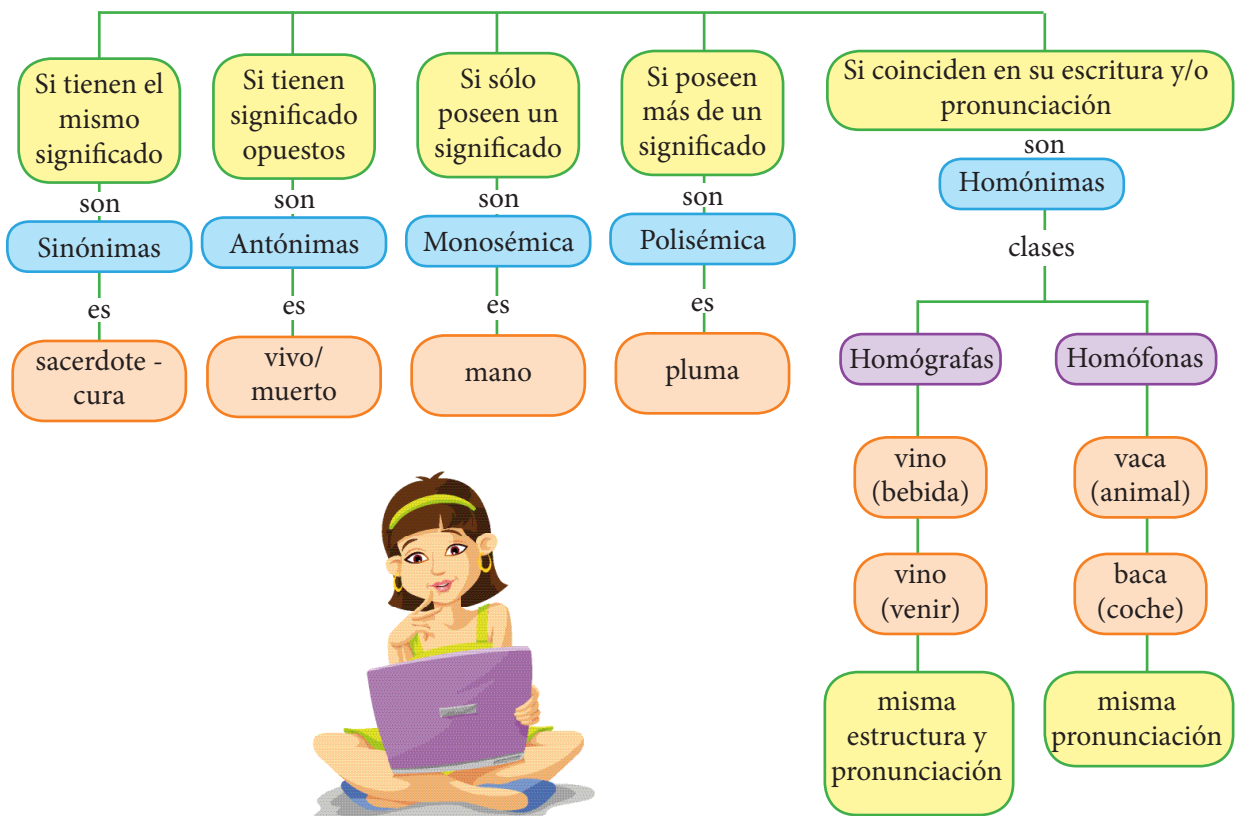 Si tienen el
mismo
significado
son
Sinónimas
es
sacerdote -
cura
Si tienen
significado
opuestos
son
Antónimas
es
vivo/
muerto
Si sólo
poseen un
significado
son
Monosémica
es
mano
Si poseen
más de un
significado
son
Polisémica
es
pluma
Si coinciden en su escritura y/o
pronunciación
son
Homónimas
clases
Homógrafas
vino
(bebida)
vino
(venir)
misma
estructura y
pronunciación
Homófonas
vaca
(animal)
baca
(coche)
misma
pronunciación